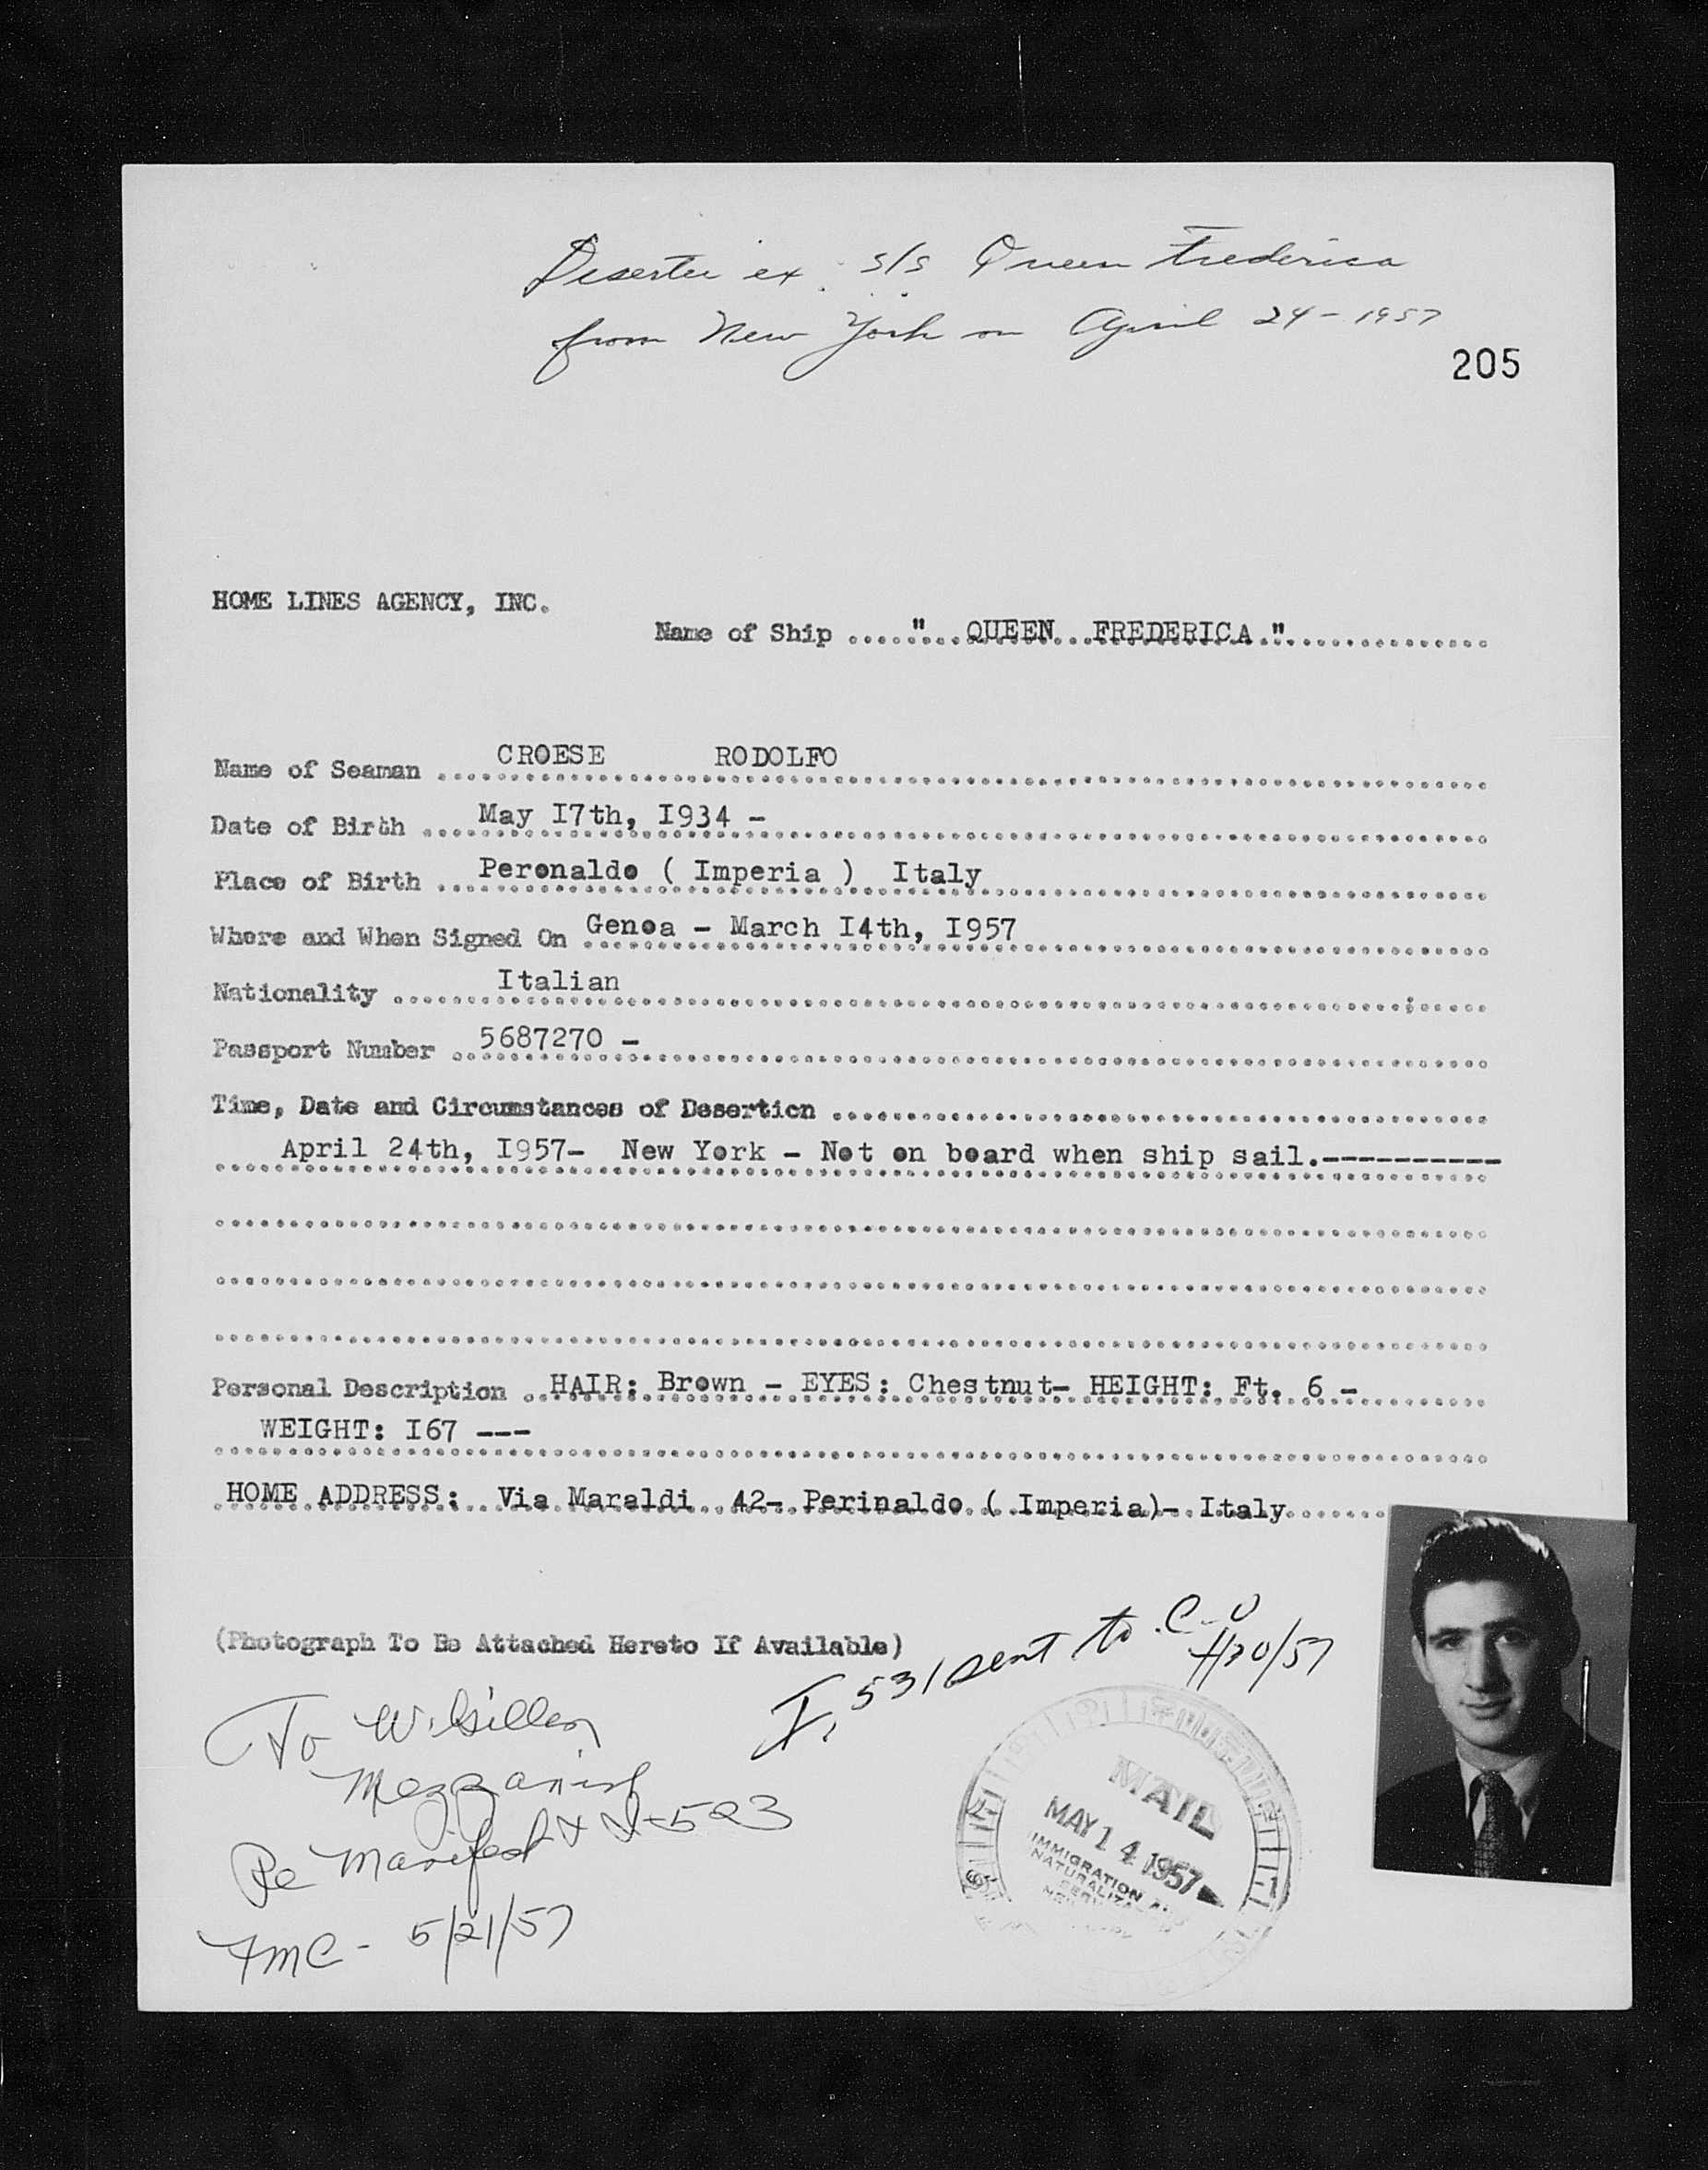 Deserter ex s/s Queen Frederica
from New York on April 24-1957
205
HOME LINES AGENCY, INC.
Name of Ship " QUEEN FREDERICA "
Name of Seaman CROESE RODOLFO
Date of Birth May I7th, I934 -
Place of Birth Peronaldo ( Imperia ) Italy
Where and When Signed On Genoa - March I4th, I957
Nationality Italian
Passport Number 5687270 -
Time, Date and Circumstances of Desertion
April 24th, I957- New York - Not on board when ship sail.----------
Personal Description HAIR: Brown - EYES: Chestnut- HEIGHT: Ft. 6 -
WEIGHT: I67 ---
HOME ADDRESS: Via Maraldi 42- Perinaldo ( Imperia)- Italy
(Photograph To Be Attached Hereto If Available)
I, 531 sent to C.O
4/30/57
To W.
Re Manifest & I-523
FMC - 5/21/57
MAIL
MAY 14 1957
IMMIGRATION AND